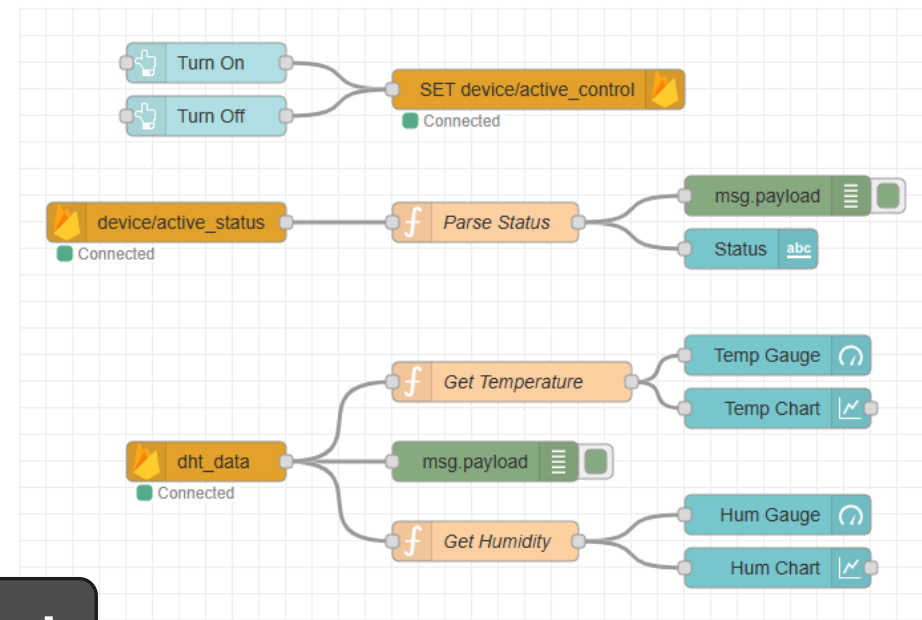 Turn On
Turn Off
SET device/active_control
Connected
device/active_status
Connected
Parse Status
msg.payload
Status
abc
dht_data
Connected
Get Temperature
msg.payload
Get Humidity
Temp Gauge
Temp Chart
Hum Gauge
Hum Chart